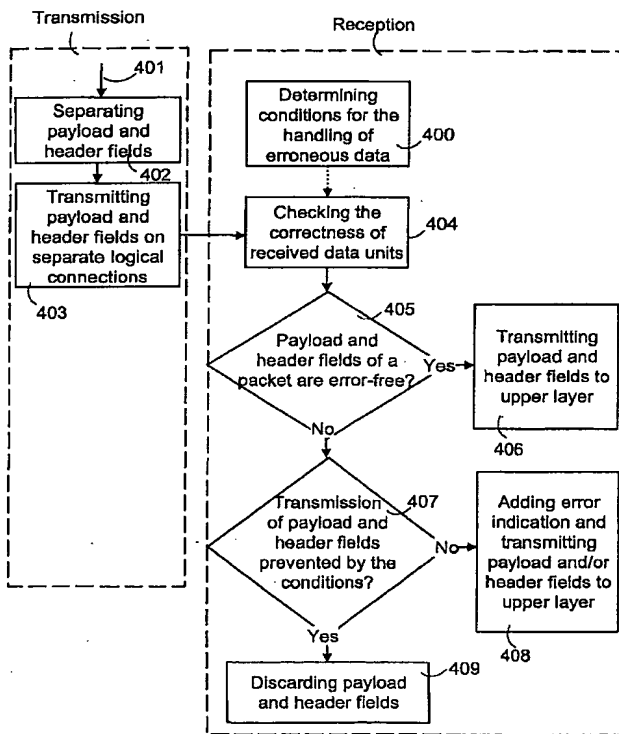 Transmission
Reception
401
Separating
payload and
header fields
402
Transmitting
payload and
header fields on
separate logical
connections
403
Determining
conditions for the
handling of
erroneous data
400
Checking the
correctness of
received data units
404
405
Payload and
header fields of
a packet are error-free?
Yes
No
Transmitting
payload and
header fields to
upper layer
406
407
Transmission
of payload and
header fields
prevented by the
conditions?
No
Yes
Adding error
indication and
transmitting
payload and/or
header fields to
upper layer
408
409
Discarding payload
and header fields